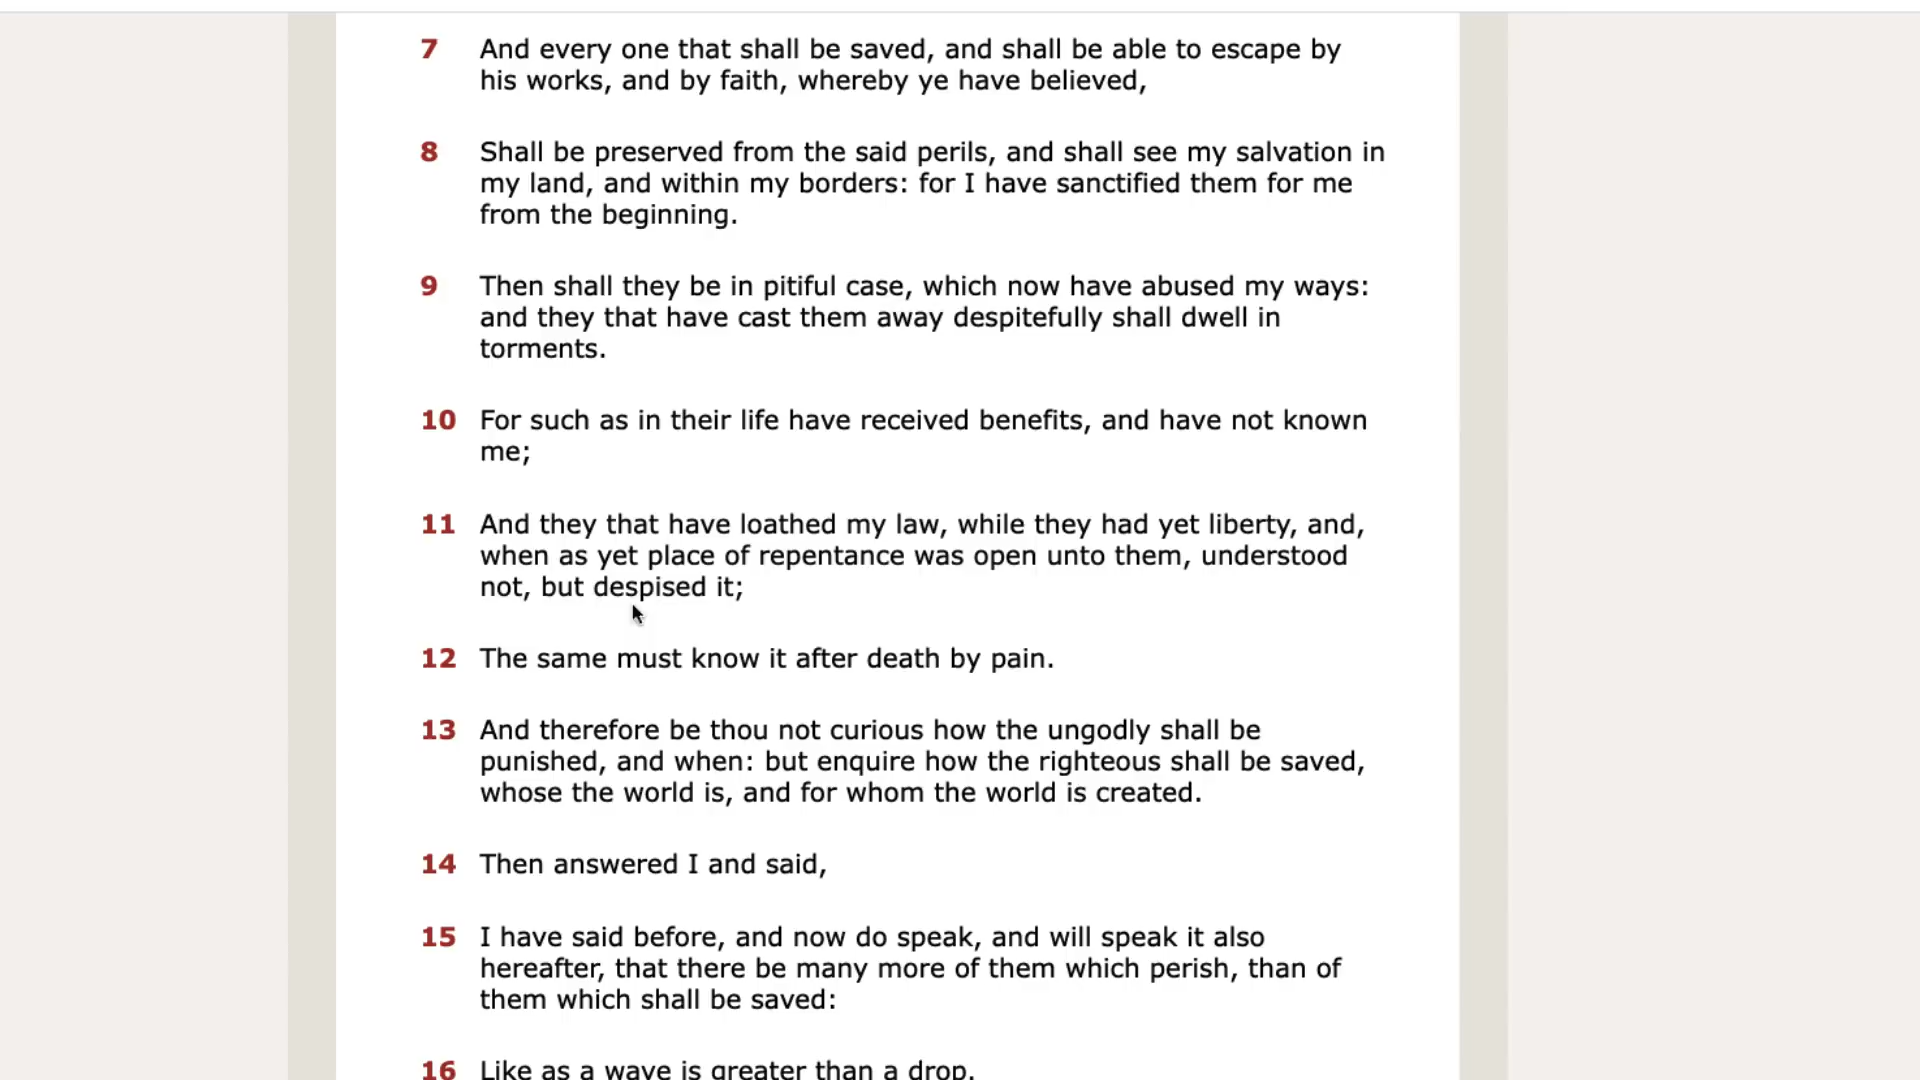 7 And every one that shall be saved, and shall be able to escape by
his works, and by faith, whereby ye have believed,
8 Shall be preserved from the said perils, and shall see my salvation in
my land, and within my borders: for I have sanctified them for me
from the beginning.
9 Then shall they be in pitiful case, which now have abused my ways:
and they that have cast them away despitefully shall dwell in
torments.
10 For such as in their life have received benefits, and have not known
me;
11 And they that have loathed my law, while they had yet liberty, and,
when as yet place of repentance was open unto them, understood
not, but despised it;
12 The same must know it after death by pain.
13 And therefore be thou not curious how the ungodly shall be
punished, and when: but enquire how the righteous shall be saved,
whose the world is, and for whom the world is created.
14 Then answered I and said,
15 I have said before, and now do speak, and will speak it also
hereafter, that there be many more of them which perish, than of
them which shall be saved:
16 Like as a wave is greater than a drop.